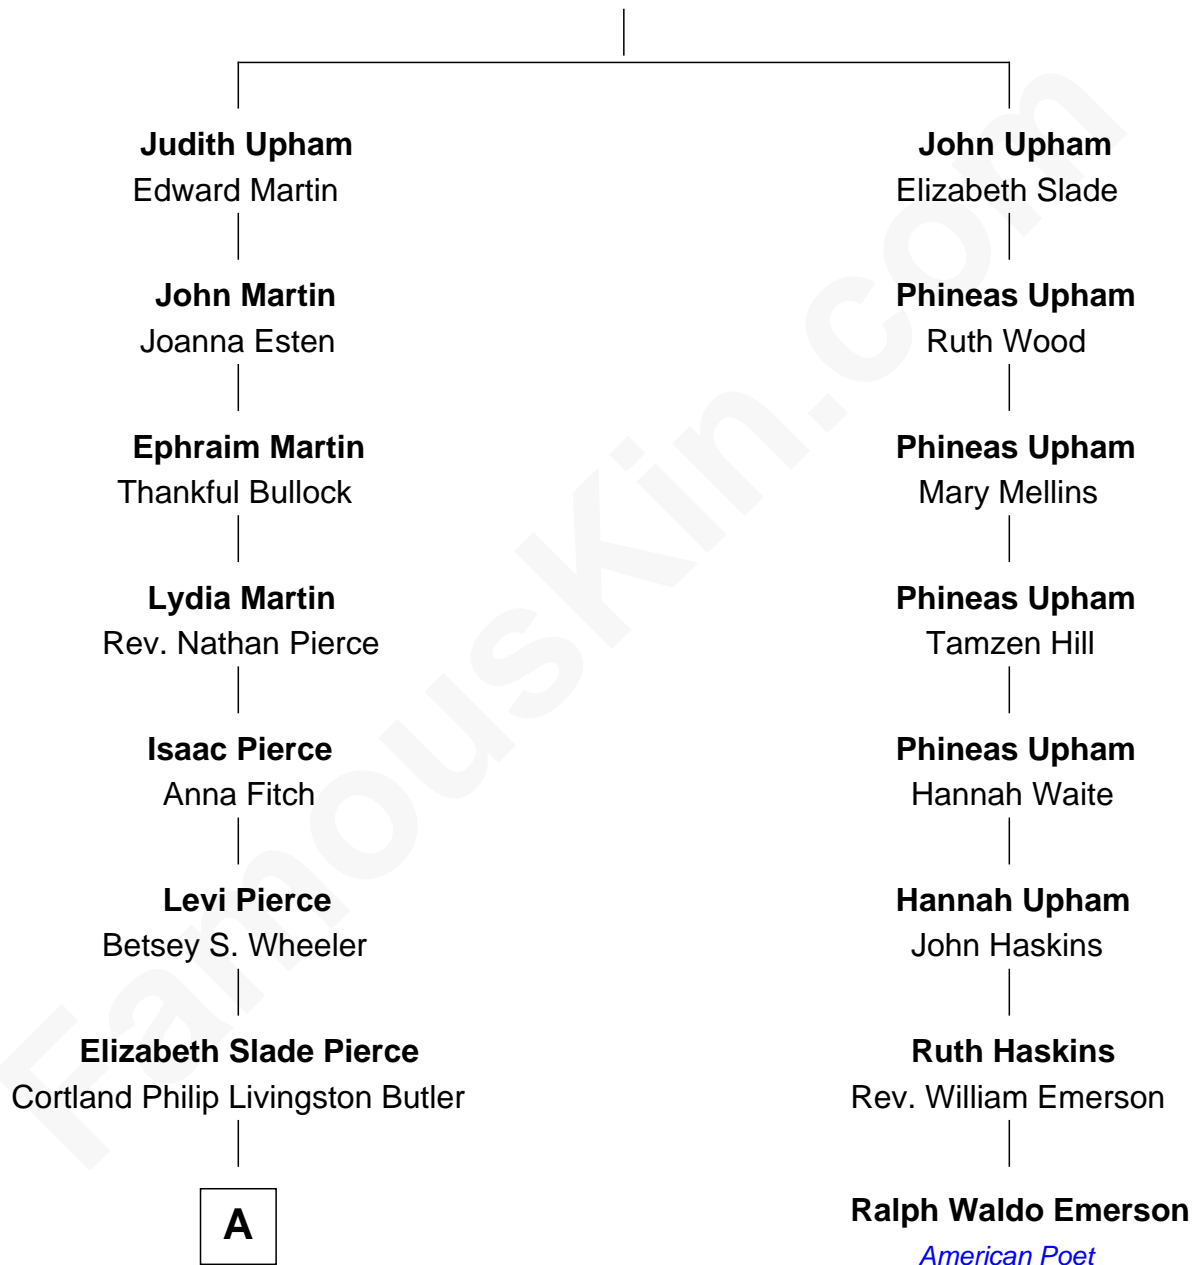 Judith Upham
Edward Martin
John Martin
Joanna Esten
Ephraim Martin
Thankful Bullock
Lydia Martin
Rev. Nathan Pierce
Isaac Pierce
Anna Fitch
Levi Pierce
Betsey S. Wheeler
Elizabeth Slade Pierce
Cortland Philip Livingston Butler
A
John Upham
Elizabeth Slade
Phineas Upham
Ruth Wood
Phineas Upham
Mary Mellins
Phineas Upham
Tamzen Hill
Phineas Upham
Hannah Waite
Hannah Upham
John Haskins
Ruth Haskins
Rev. William Emerson
Ralph Waldo Emerson
American Poet
FamousKin.com